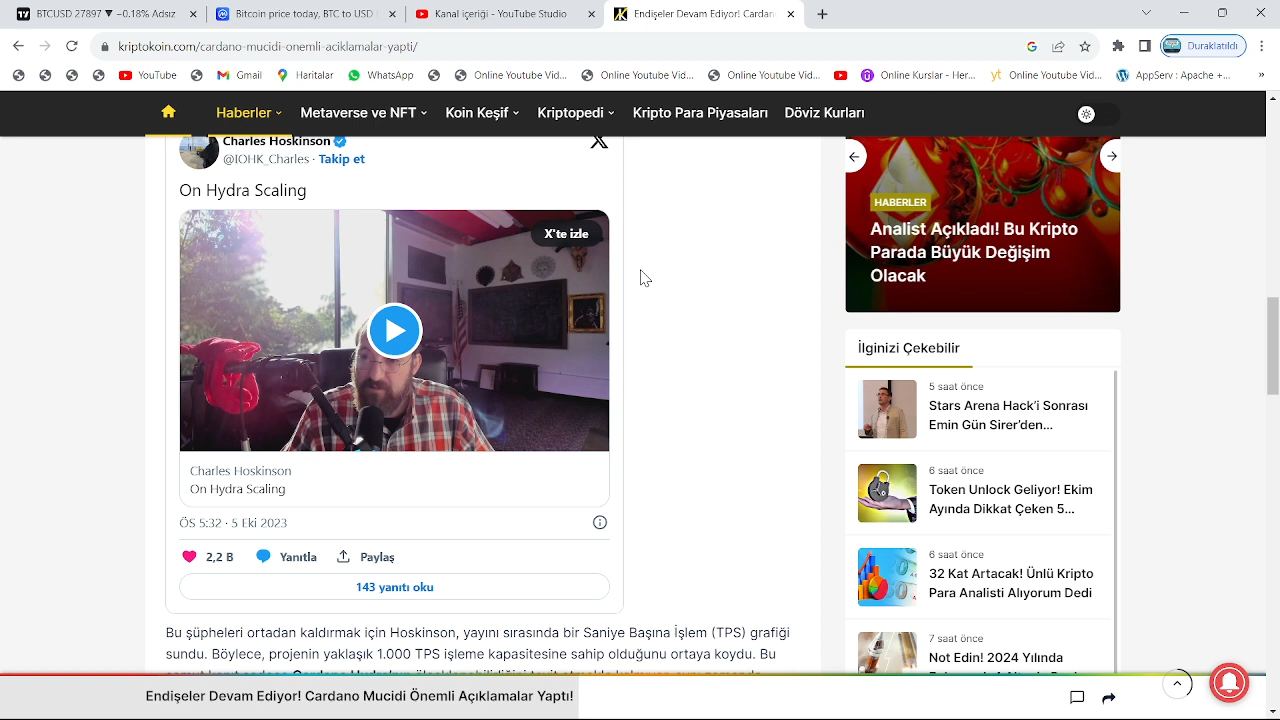 BTCUSD 27897 ▼ −0.18% Adsız
Bitcoin price today, BTC to USD
Kanal içeriği - YouTube Studio
Endişeler Devam Ediyor! Cardan
kriptokoin.com/cardano-mucidi-onemli-aciklamalar-yapti/
Duraklatıldı
YouTube
Gmail
Haritalar
WhatsApp
Online Youtube Vid...
Online Youtube Vid...
Online Youtube Vid...
Online Kurslar - Her...
Online Youtube Vid...
AppServ : Apache +...
»
Haberler
Metaverse ve NFT
Koin Keşif
Kriptopedi
Kripto Para Piyasaları
Döviz Kurları
Charles Hoskinson
@IOHK_Charles · Takip et
On Hydra Scaling
X'te izle
Charles Hoskinson
On Hydra Scaling
ÖS 5:32 · 5 Eki 2023
2,2 B Yanıtla Paylaş
143 yanıtı oku
Bu şüpheleri ortadan kaldırmak için Hoskinson, yayını sırasında bir Saniye Başına İşlem (TPS) grafiği
sundu. Böylece, projenin yaklaşık 1.000 TPS işleme kapasitesine sahip olduğunu ortaya koydu. Bu
HABERLER
Analist Açıkladı! Bu Kripto
Parada Büyük Değişim
Olacak
İlginizi Çekebilir
5 saat önce
Stars Arena Hack'i Sonrası
Emin Gün Sirer'den...
6 saat önce
Token Unlock Geliyor! Ekim
Ayında Dikkat Çeken 5...
6 saat önce
32 Kat Artacak! Ünlü Kripto
Para Analisti Alıyorum Dedi
7 saat önce
Not Edin! 2024 Yılında
Endişeler Devam Ediyor! Cardano Mucidi Önemli Açıklamalar Yaptı!